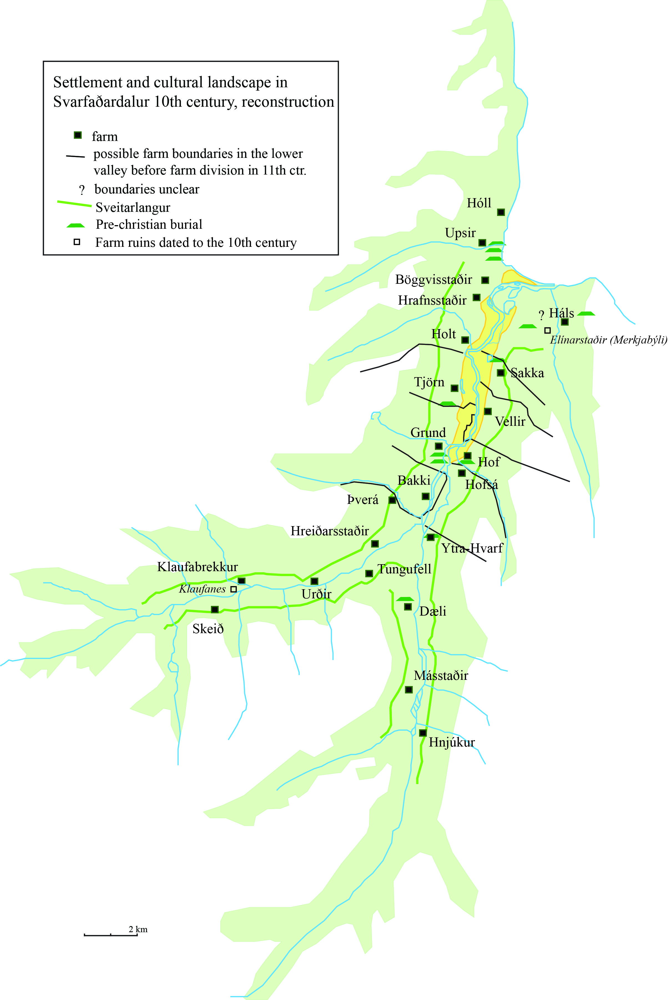 Settlement and cultural landscape in
Svarfaðardalur 10th century, reconstruction
farm
possible farm boundaries in the lower
valley before farm division in 11th ctr.
? boundaries unclear
Sveitarlangur
Pre-christian burial
Farm ruins dated to the 10th century
Hóll
Upsir
Böggvisstaðir
Hrafnsstaðir
? Háls
Holt
Elínarstaðir (Merkjabýli)
Sakka
Tjörn
Vellir
Grund
Hof
Bakki
Hofsá
Þverá
Hreiðarsstaðir
Ytra-Hvarf
Klaufabrekkur
Tungufell
Klaufanes
Urðir
Dæli
Skeið
Másstaðir
Hnjúkur
2 km